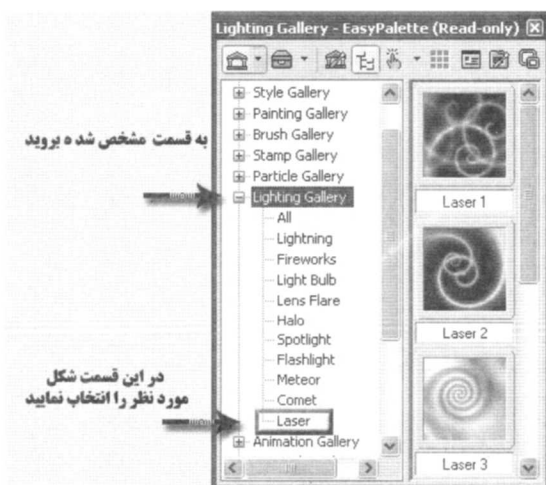 Lighting Gallery - EasyPalette (Read-only)
Style Gallery
Painting Gallery
Brush Gallery
Stamp Gallery
Particle Gallery
Lighting Gallery
All
Lightning
Fireworks
Light Bulb
Lens Flare
Halo
Spotlight
Flashlight
Meteor
Comet
Laser
Animation Gallery
Laser 1
Laser 2
Laser 3
به قسمت مشخص شده بروید
در این قسمت شکل
مورد نظر را انتخاب نمایید